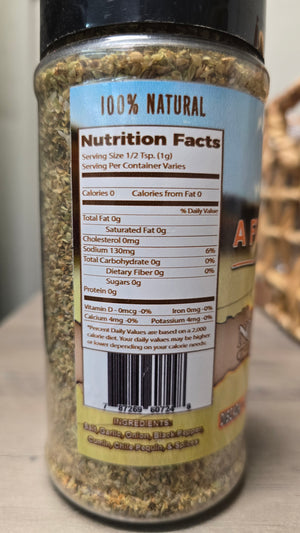 100% NATURAL
Nutrition Facts
Serving Size 1/2 Tsp. (1g)
Serving Per Container Varies
Calories 0 Calories from Fat 0
% Daily Value
Total Fat 0g
Saturated Fat 0g
Cholesterol 0mg
Sodium 130mg 6%
Total Carbohydrate 0g 0%
Dietary Fiber 0g 0%
Sugars 0g
Protein 0g
Vitamin D - 0mcg -0% Iron 0mg -0%
Calcium 4mg -0% Potassium 4mg -0%
*Percent Daily Values are based on a 2,000
calorie diet. Your daily values may be higher
or lower depending on your calorie needs.
7 87269 60724 8
INGREDIENTS:
Salt, Garlic, Onion, Black Pepper,
Cumin, Chile Pequin, & Spices